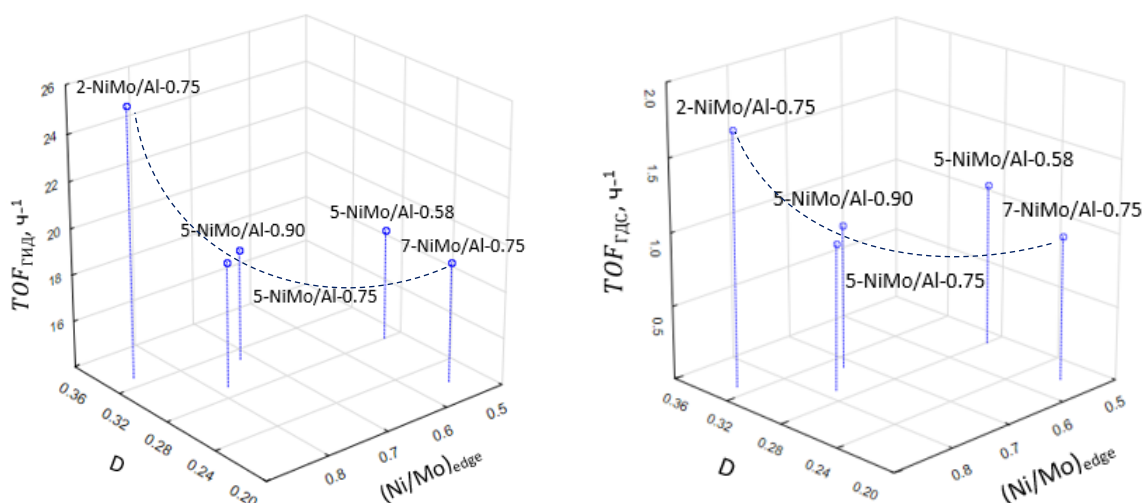 26
24
22
20
18
16
TOF ГИД, ч-1
2-NiMo/Al-0.75
5-NiMo/Al-0.90
5-NiMo/Al-0.58
7-NiMo/Al-0.75
5-NiMo/Al-0.75
0.36
0.32
0.28
0.24
0.20
D
0.8
0.7
0.6
0.5
(Ni/Mo)edge
2.0
1.5
1.0
0.5
TOF ГДС, ч-1
2-NiMo/Al-0.75
5-NiMo/Al-0.58
5-NiMo/Al-0.90
7-NiMo/Al-0.75
5-NiMo/Al-0.75
0.36
0.32
0.28
0.24
0.20
D
0.8
0.7
0.6
0.5
(Ni/Mo)edge